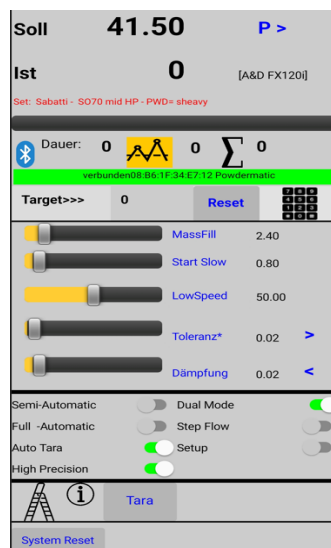 Soll 41.50 P >
Ist 0 [A&D FX120i]
Set: Sabatti - SO70 mid HP - PWD= sheavy
Dauer: 0 0 ∑ 0
verbunden08:B6:1F:34:E7:12 Powdermatic
Target>>> 0 Reset
MassFill 2.40
Start Slow 0.80
LowSpeed 50.00
Toleranz* 0.02 >
Dämpfung 0.02 <
Semi-Automatic Dual Mode
Full -Automatic Step Flow
Auto Tara Setup
High Precision
Tara
System Reset